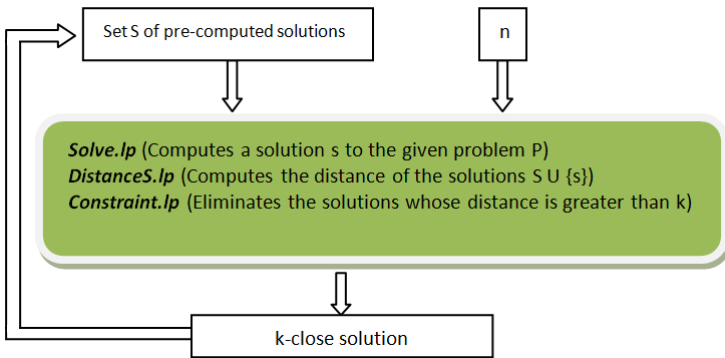 Set S of pre-computed solutions
n
Solve.lp (Computes a solution s to the given problem P)
DistanceS.lp (Computes the distance of the solutions S U {s})
Constraint.lp (Eliminates the solutions whose distance is greater than k)
k-close solution